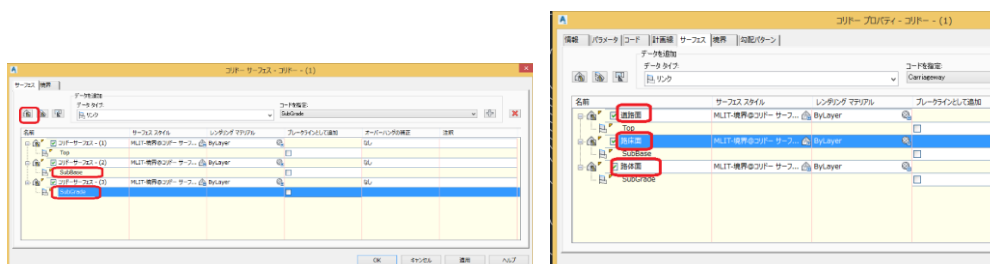 コリドー サーフェス - コリドー - (1)
サーフェス 境界
データを追加
データ タイプ:
コードを指定:
リンク
SubGrade
名前 サーフェス スタイル レンダリング マテリアル ブレークラインとして追加 オーバーハングの補正 注釈
コリドー サーフェス - (1) MLIT-境界@コリドー サーフ... ByLayer なし
Top
コリドー サーフェス - (2) MLIT-境界@コリドー サーフ... ByLayer なし
SubBase
コリドー サーフェス - (3) MLIT-境界@コリドー サーフ... ByLayer なし
SubGrade
OK キャンセル 適用 ヘルプ
コリドー プロパティ - コリドー - (1)
情報 パラメータ コード 計画線 サーフェス 境界 勾配パターン
データを追加
データ タイプ:
コードを指定:
リンク
Carriageway
名前 サーフェス スタイル レンダリング マテリアル ブレークラインとして追加
道路面 MLIT-境界@コリドー サーフ... ByLayer
Top
路床面 MLIT-境界@コリドー サーフ... ByLayer
SubBase
路体面 MLIT-境界@コリドー サーフ... ByLayer
SubGrade